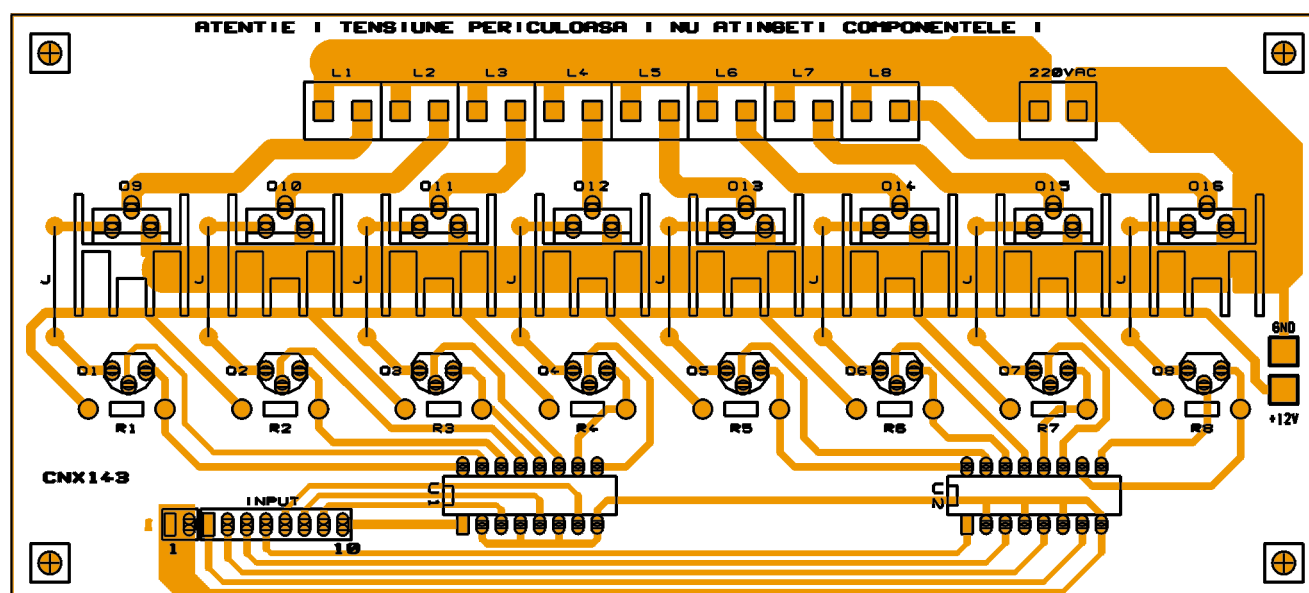 ATENTIE ! TENSIUNE PERICULOASA ! NU ATINGETI COMPONENTELE !
L1 L2 L3 L4 L5 L6 L7 L8 220VAC
Q9 Q10 Q11 Q12 Q13 Q14 Q15 Q16
J J J J J J J J
GND
Q1 Q2 Q3 Q4 Q5 Q6 Q7 Q8
R1 R2 R3 R4 R5 R6 R7 R8 +12V
CNX143
INPUT U1 U2
1 10